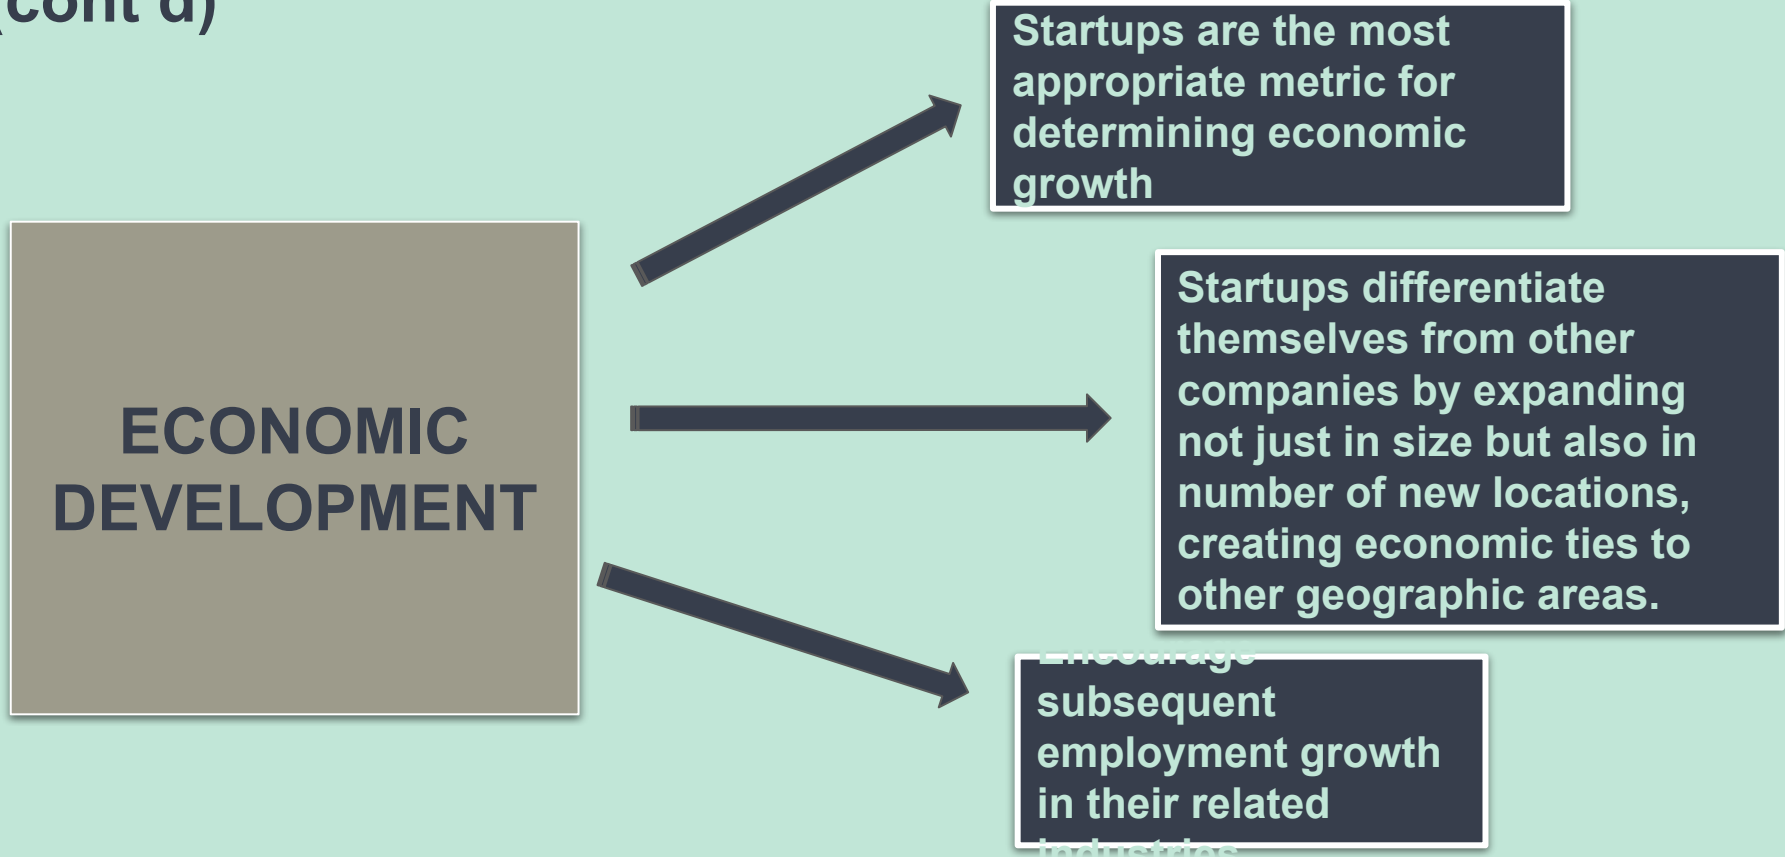 (cont'd)
Startups are the most
appropriate metric for
determining economic
growth
ECONOMIC
DEVELOPMENT
Startups differentiate
themselves from other
companies by expanding
not just in size but also in
number of new locations,
creating economic ties to
other geographic areas.
Encourage
subsequent
employment growth
in their related
industries